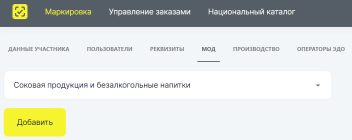 Маркировка Управление заказами Национальный каталог
ДАННЫЕ УЧАСТНИКА ПОЛЬЗОВАТЕЛИ РЕКВИЗИТЫ МОД ПРОИЗВОДСТВО ОПЕРАТОРЫ ЭДО
Соковая продукция и безалкогольные напитки
Добавить